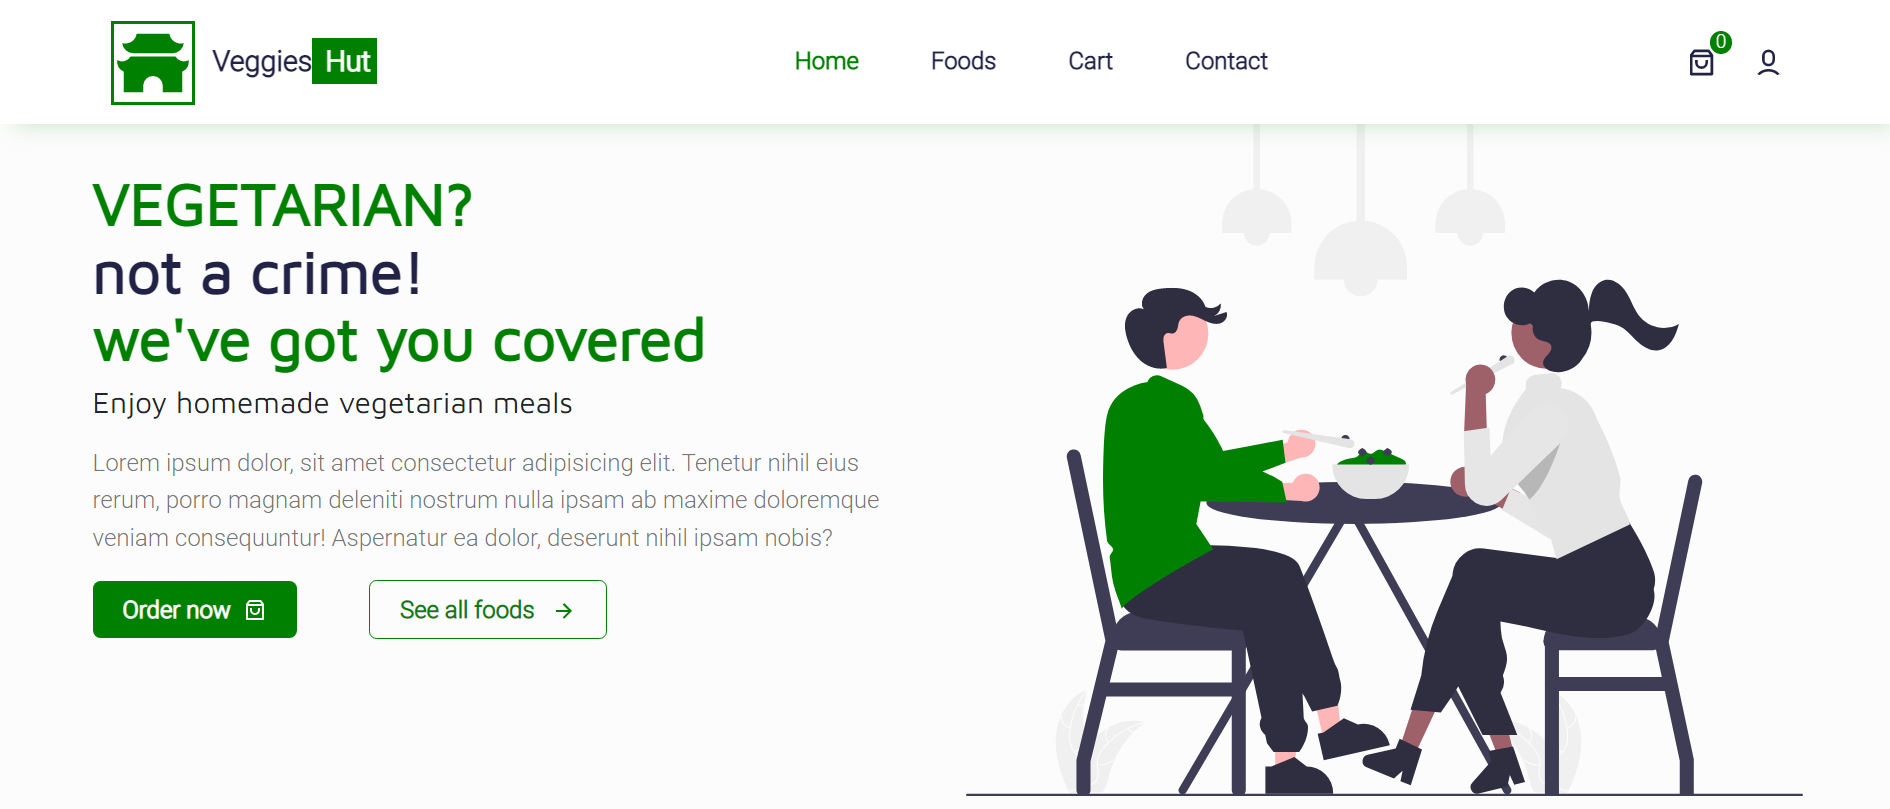 Veggies Hut
Home Foods Cart Contact
0
VEGETARIAN?
not a crime!
we've got you covered
Enjoy homemade vegetarian meals
Lorem ipsum dolor, sit amet consectetur adipisicing elit. Tenetur nihil eius
rerum, porro magnam deleniti nostrum nulla ipsam ab maxime doloremque
veniam consequuntur! Aspernatur ea dolor, deserunt nihil ipsam nobis?
Order now
See all foods